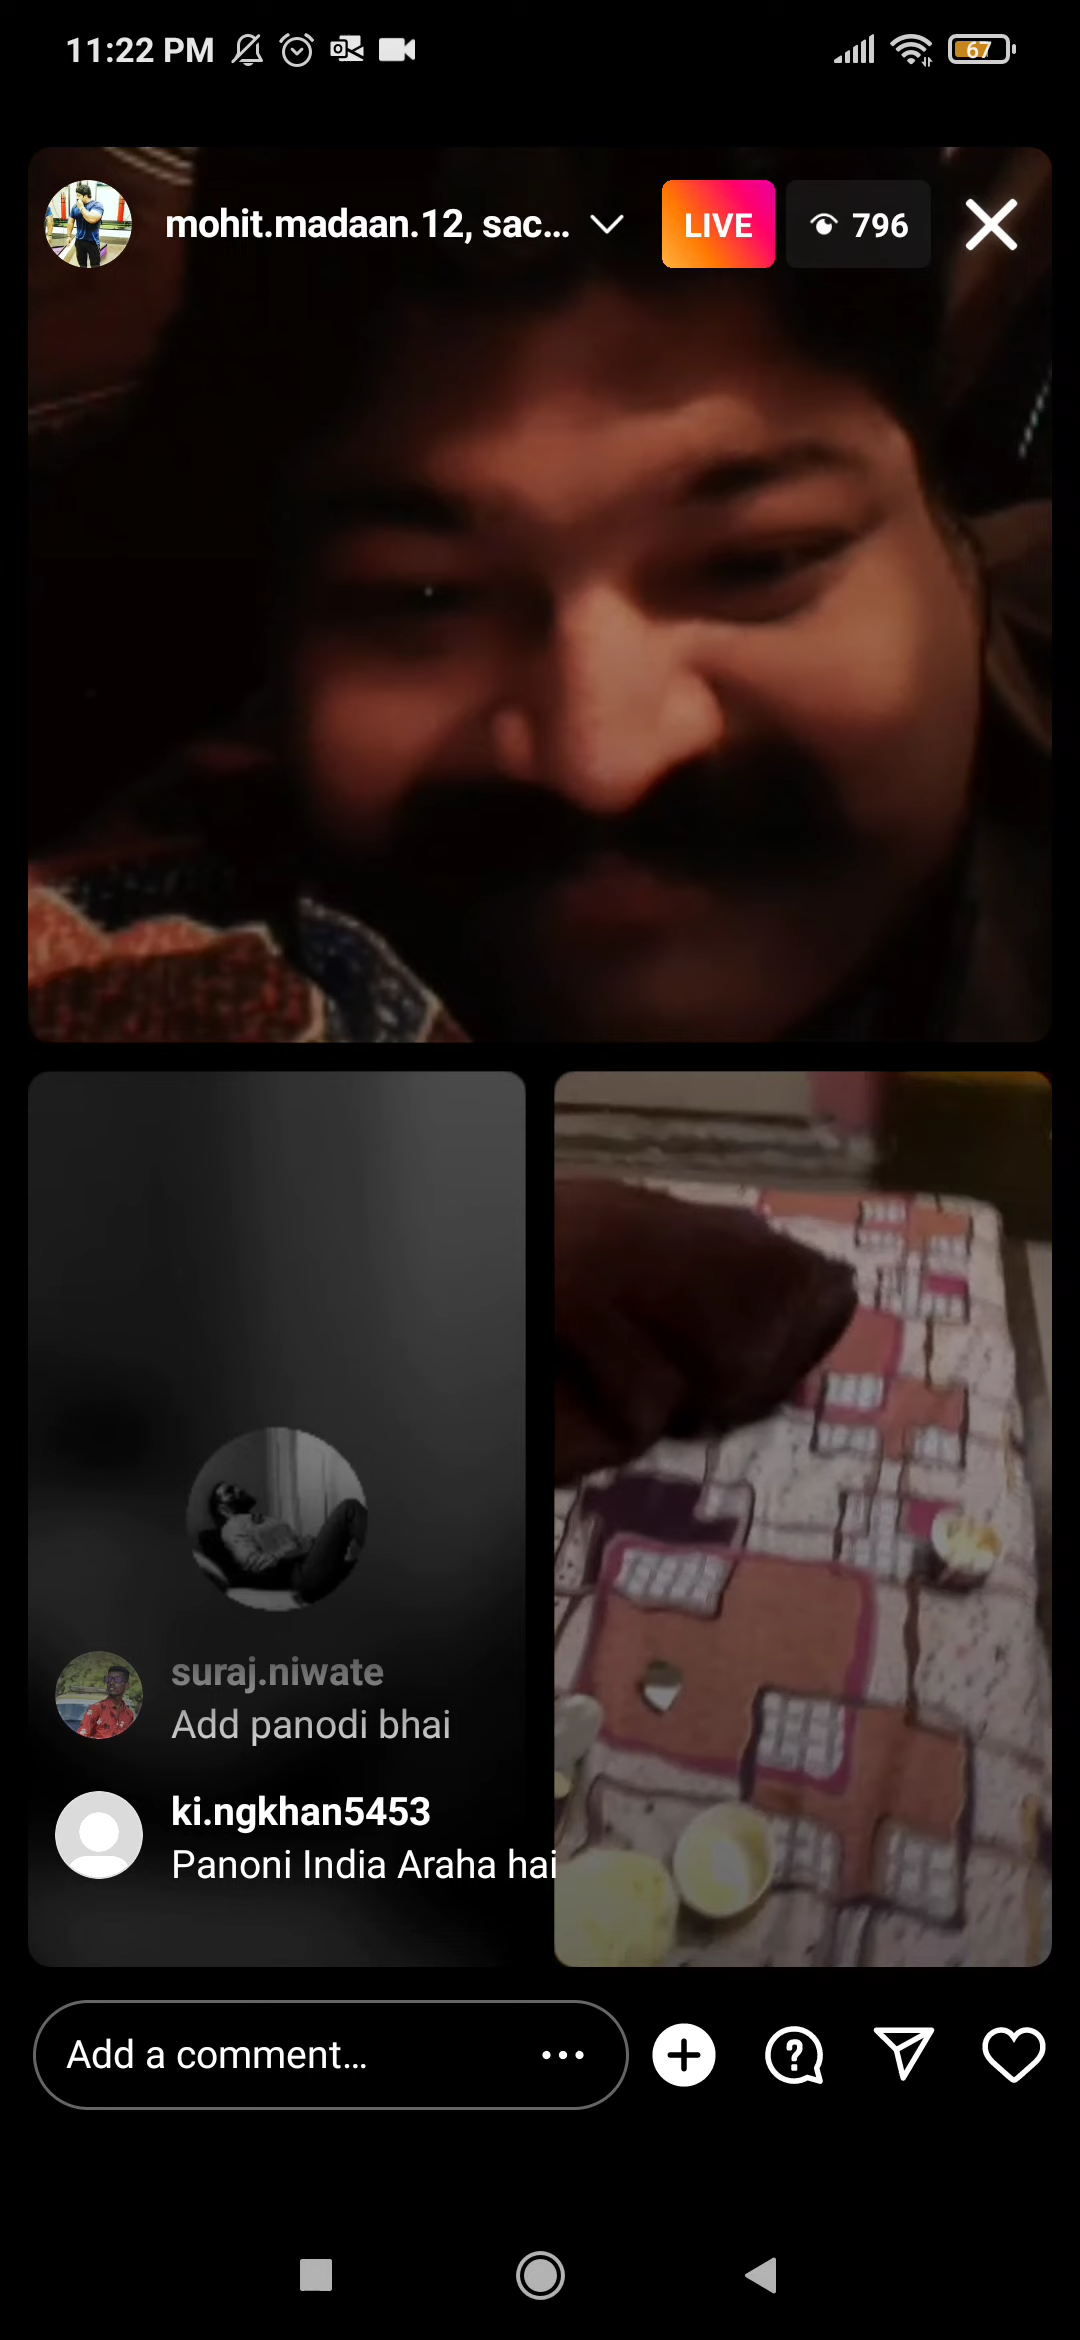 11:22 PM
67
mohit.madaan.12, sac...
LIVE
796
suraj.niwate
Add panodi bhai
ki.ngkhan5453
Panoni India Araha hai
Add a comment...